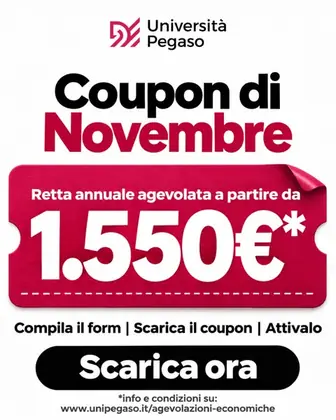 Università
Pegaso
Coupon di
Novembre
Retta annuale agevolata a partire da
1.550€*
Compila il form | Scarica il coupon | Attivalo
Scarica ora
*info e condizioni su:
www.unipegaso.it/agevolazioni-economiche